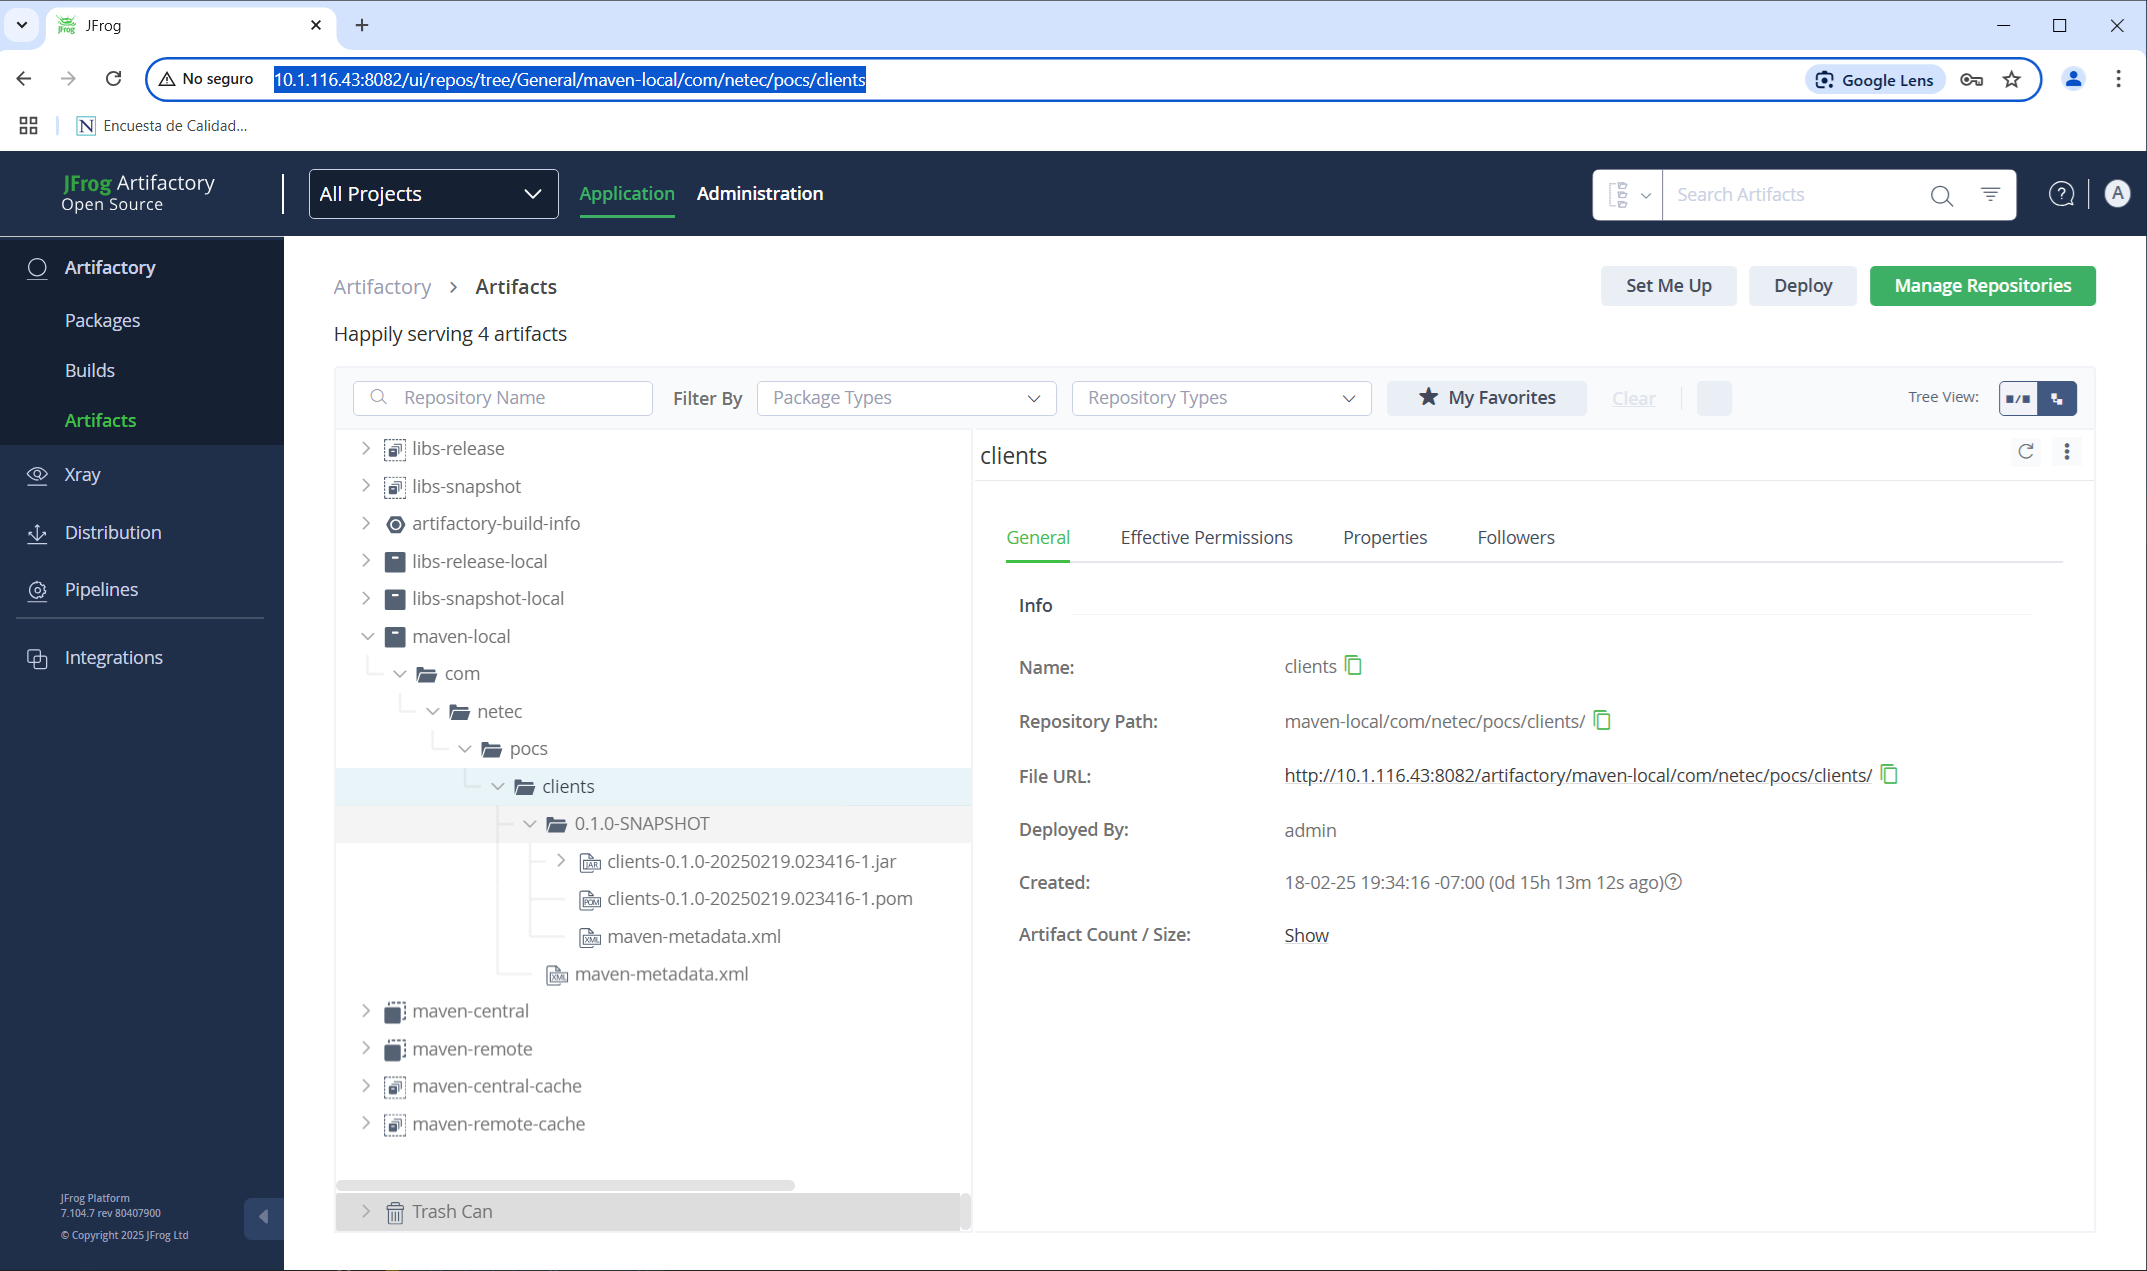 JFrog
No seguro
10.1.116.43:8082/ui/repos/tree/General/maven-local/com/netec/pocs/clients
Google Lens
Encuesta de Calidad...
JFrog Artifactory
Open Source
All Projects
Application
Administration
Search Artifacts
A
Artifactory
Packages
Builds
Artifacts
Xray
Distribution
Pipelines
Integrations
JFrog Platform
7.104.7 rev 80407900
© Copyright 2025 JFrog Ltd
Artifactory > Artifacts
Set Me Up
Deploy
Manage Repositories
Happily serving 4 artifacts
Repository Name
Filter By
Package Types
Repository Types
My Favorites
Clear
Tree View:
libs-release
libs-snapshot
artifactory-build-info
libs-release-local
libs-snapshot-local
maven-local
com
netec
pocs
clients
0.1.0-SNAPSHOT
clients-0.1.0-20250219.023416-1.jar
clients-0.1.0-20250219.023416-1.pom
maven-metadata.xml
maven-metadata.xml
maven-central
maven-remote
maven-central-cache
maven-remote-cache
Trash Can
clients
General
Effective Permissions
Properties
Followers
Info
Name: clients
Repository Path: maven-local/com/netec/pocs/clients/
File URL: http://10.1.116.43:8082/artifactory/maven-local/com/netec/pocs/clients/
Deployed By: admin
Created: 18-02-25 19:34:16 -07:00 (0d 15h 13m 12s ago)
Artifact Count / Size: Show